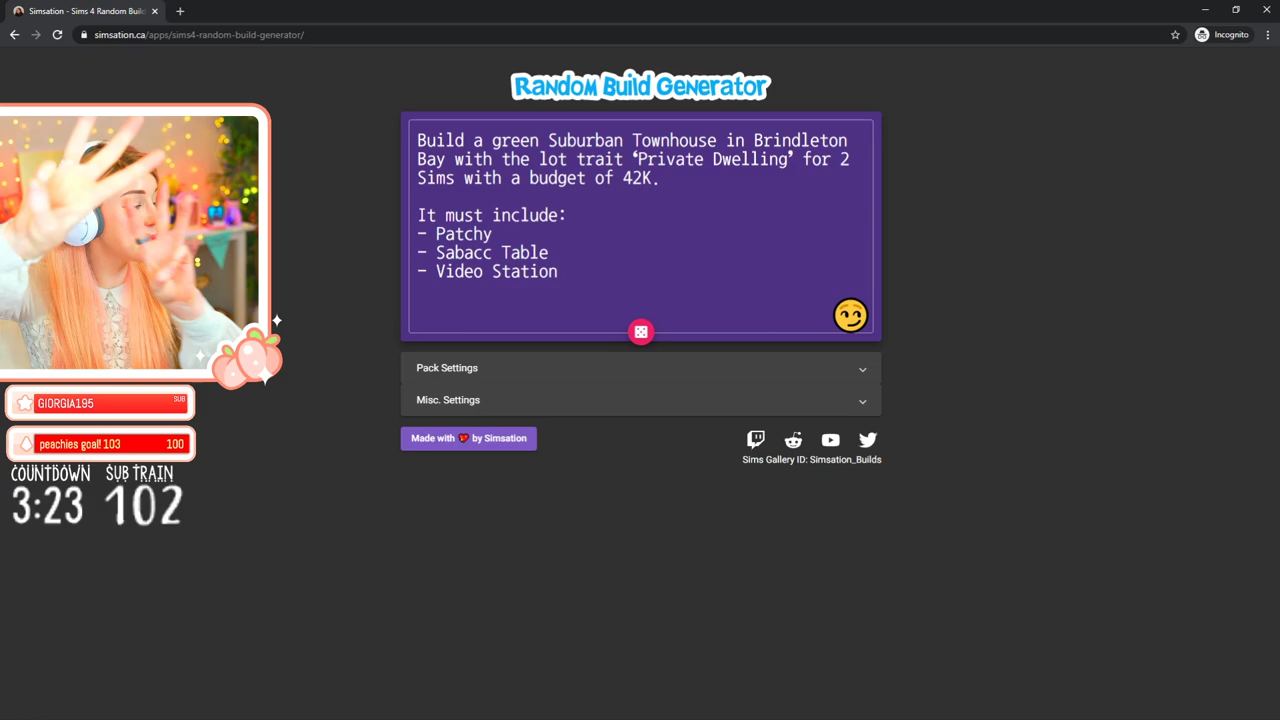 Simsation - Sims 4 Random Build
simsation.ca/apps/sims4-random-build-generator/
Incognito
Random Build Generator
Build a green Suburban Townhouse in Brindleton
Bay with the lot trait ‘Private Dwelling’ for 2
Sims with a budget of 42K.
It must include:
- Patchy
- Sabacc Table
- Video Station
Pack Settings
Misc. Settings
Made with by Simsation
Sims Gallery ID: Simsation_Builds
GIORGIA195 SUB
peachies goal! 103 100
COUNTDOWN SUB TRAIN
3:23 102